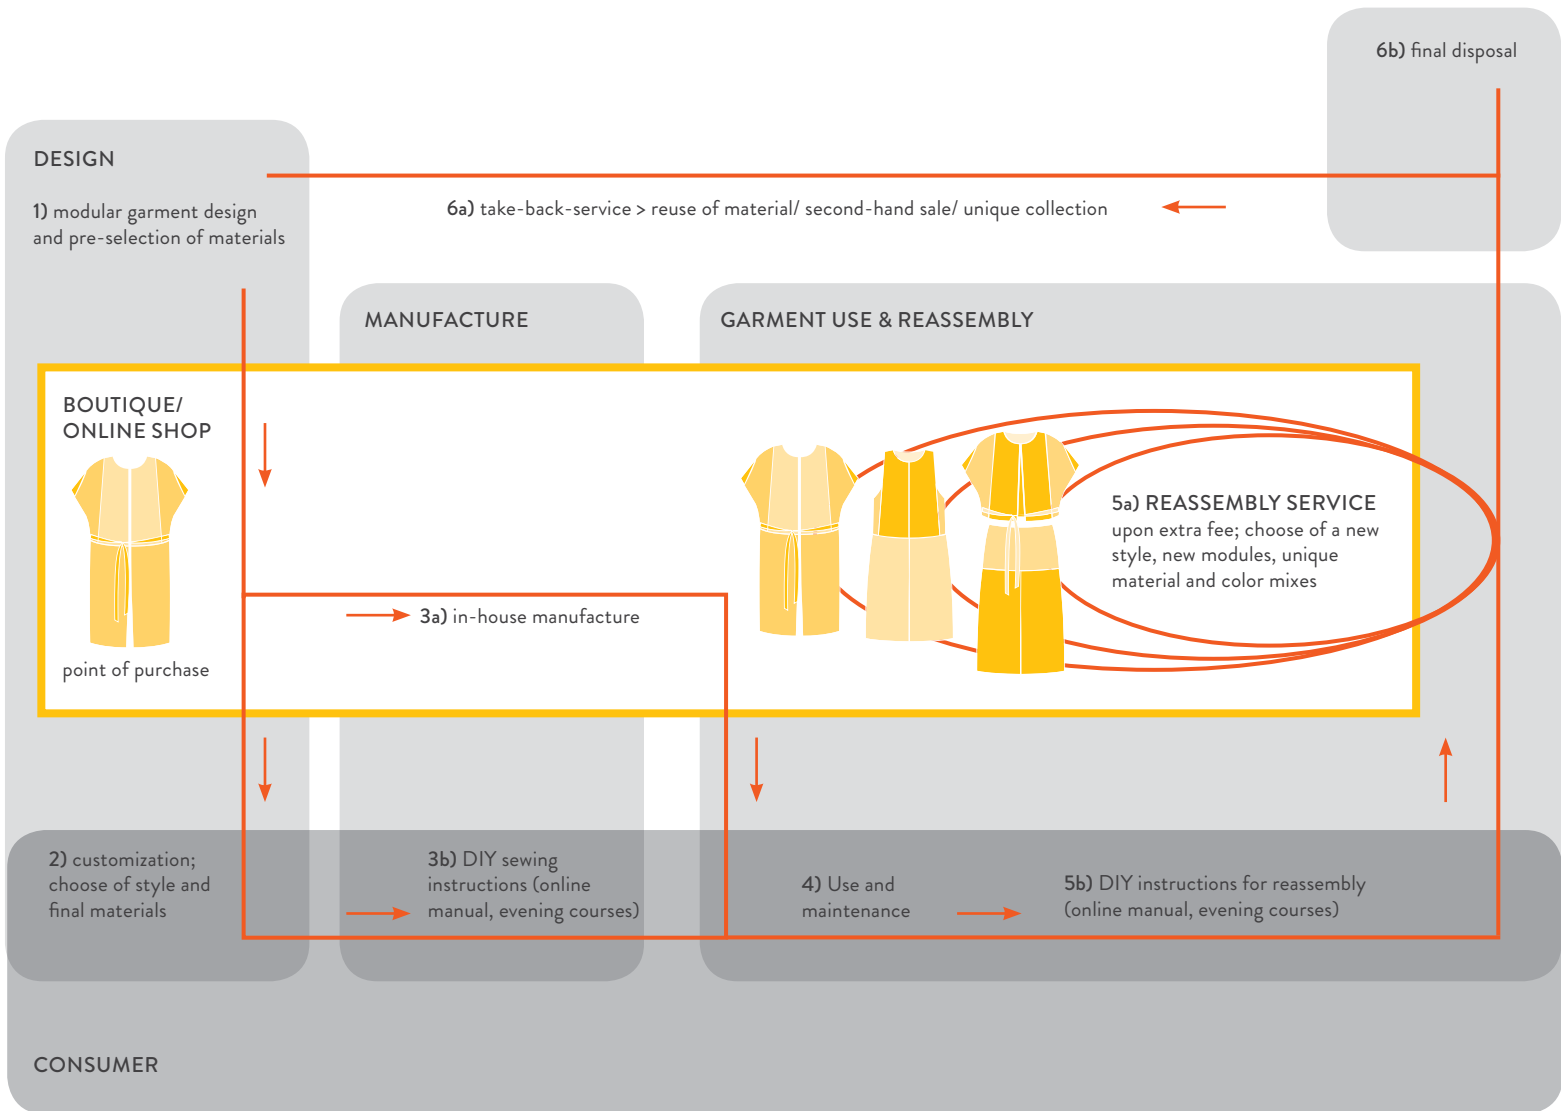 6b) final disposal
DESIGN
1) modular garment design
and pre-selection of materials
6a) take-back-service > reuse of material/ second-hand sale/ unique collection
MANUFACTURE
GARMENT USE & REASSEMBLY
BOUTIQUE/
ONLINE SHOP
point of purchase
3a) in-house manufacture
5a) REASSEMBLY SERVICE
upon extra fee; choose of a new
style, new modules, unique
material and color mixes
2) customization;
choose of style and
final materials
3b) DIY sewing
instructions (online
manual, evening courses)
4) Use and
maintenance
5b) DIY instructions for reassembly
(online manual, evening courses)
CONSUMER